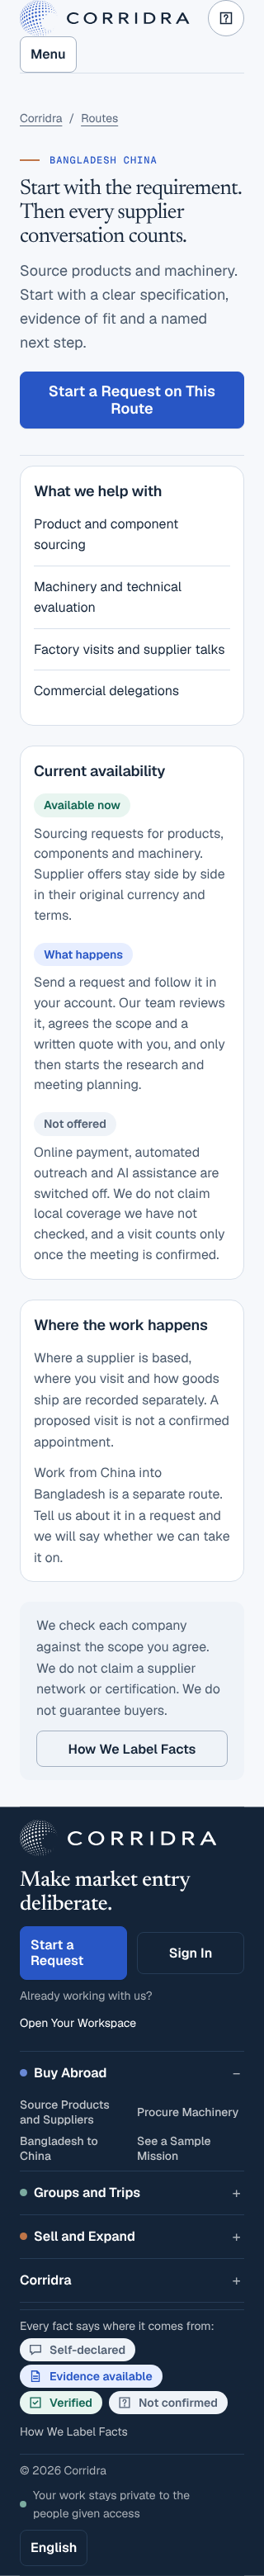 CORRIDRA
Menu
Corridra / Routes
BANGLADESH CHINA
Start with the requirement.
Then every supplier
conversation counts.
Source products and machinery.
Start with a clear specification,
evidence of fit and a named
next step.
Start a Request on This
Route
What we help with
Product and component
sourcing
Machinery and technical
evaluation
Factory visits and supplier talks
Commercial delegations
Current availability
Available now
Sourcing requests for products,
components and machinery.
Supplier offers stay side by side
in their original currency and
terms.
What happens
Send a request and follow it in
your account. Our team reviews
it, agrees the scope and a
written quote with you, and only
then starts the research and
meeting planning.
Not offered
Online payment, automated
outreach and AI assistance are
switched off. We do not claim
local coverage we have not
checked, and a visit counts only
once the meeting is confirmed.
Where the work happens
Where a supplier is based,
where you visit and how goods
ship are recorded separately. A
proposed visit is not a confirmed
appointment.
Work from China into
Bangladesh is a separate route.
Tell us about it in a request and
we will say whether we can take
it on.
We check each company
against the scope you agree.
We do not claim a supplier
network or certification. We do
not guarantee buyers.
How We Label Facts
CORRIDRA
Make market entry
deliberate.
Start a
Request
Sign In
Already working with us?
Open Your Workspace
Buy Abroad −
Source Products
and Suppliers
Procure Machinery
Bangladesh to
China
See a Sample
Mission
Groups and Trips +
Sell and Expand +
Corridra +
Every fact says where it comes from:
Self-declared
Evidence available
Verified
Not confirmed
How We Label Facts
© 2026 Corridra
Your work stays private to the
people given access
English